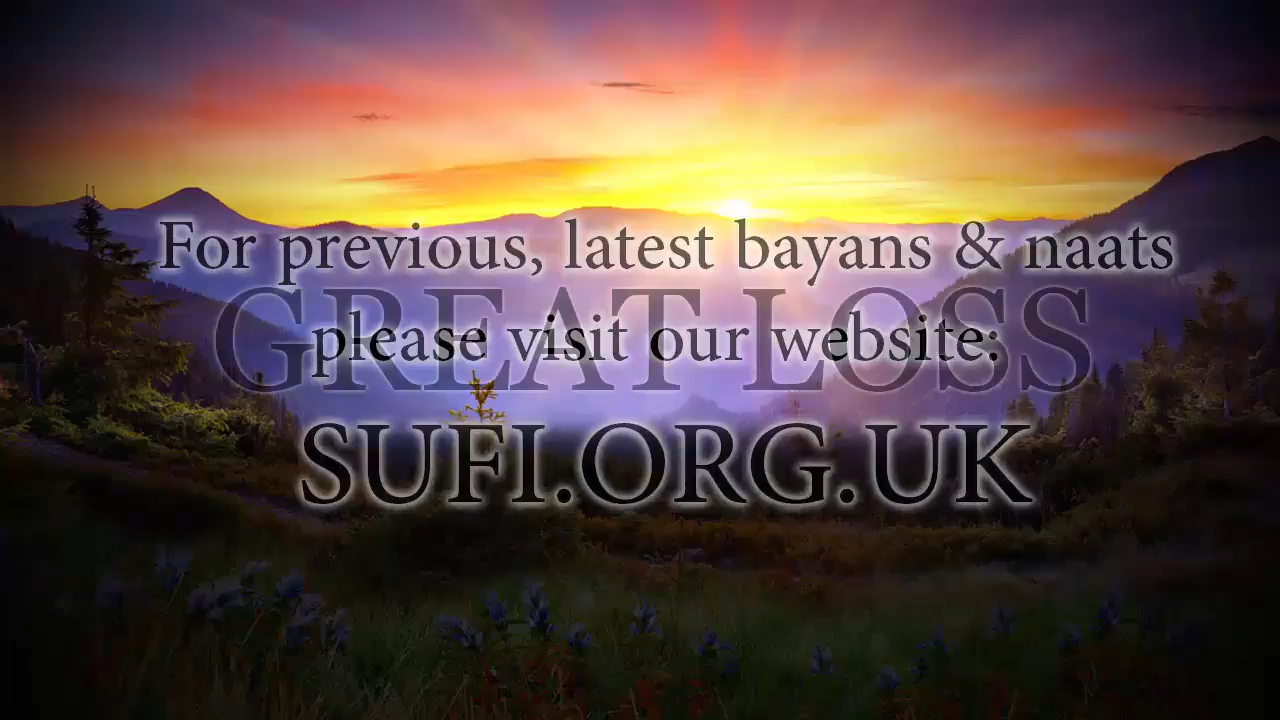 For previous, latest bayans & naats
GREAT LOSS
please visit our website:
SUFI.ORG.UK